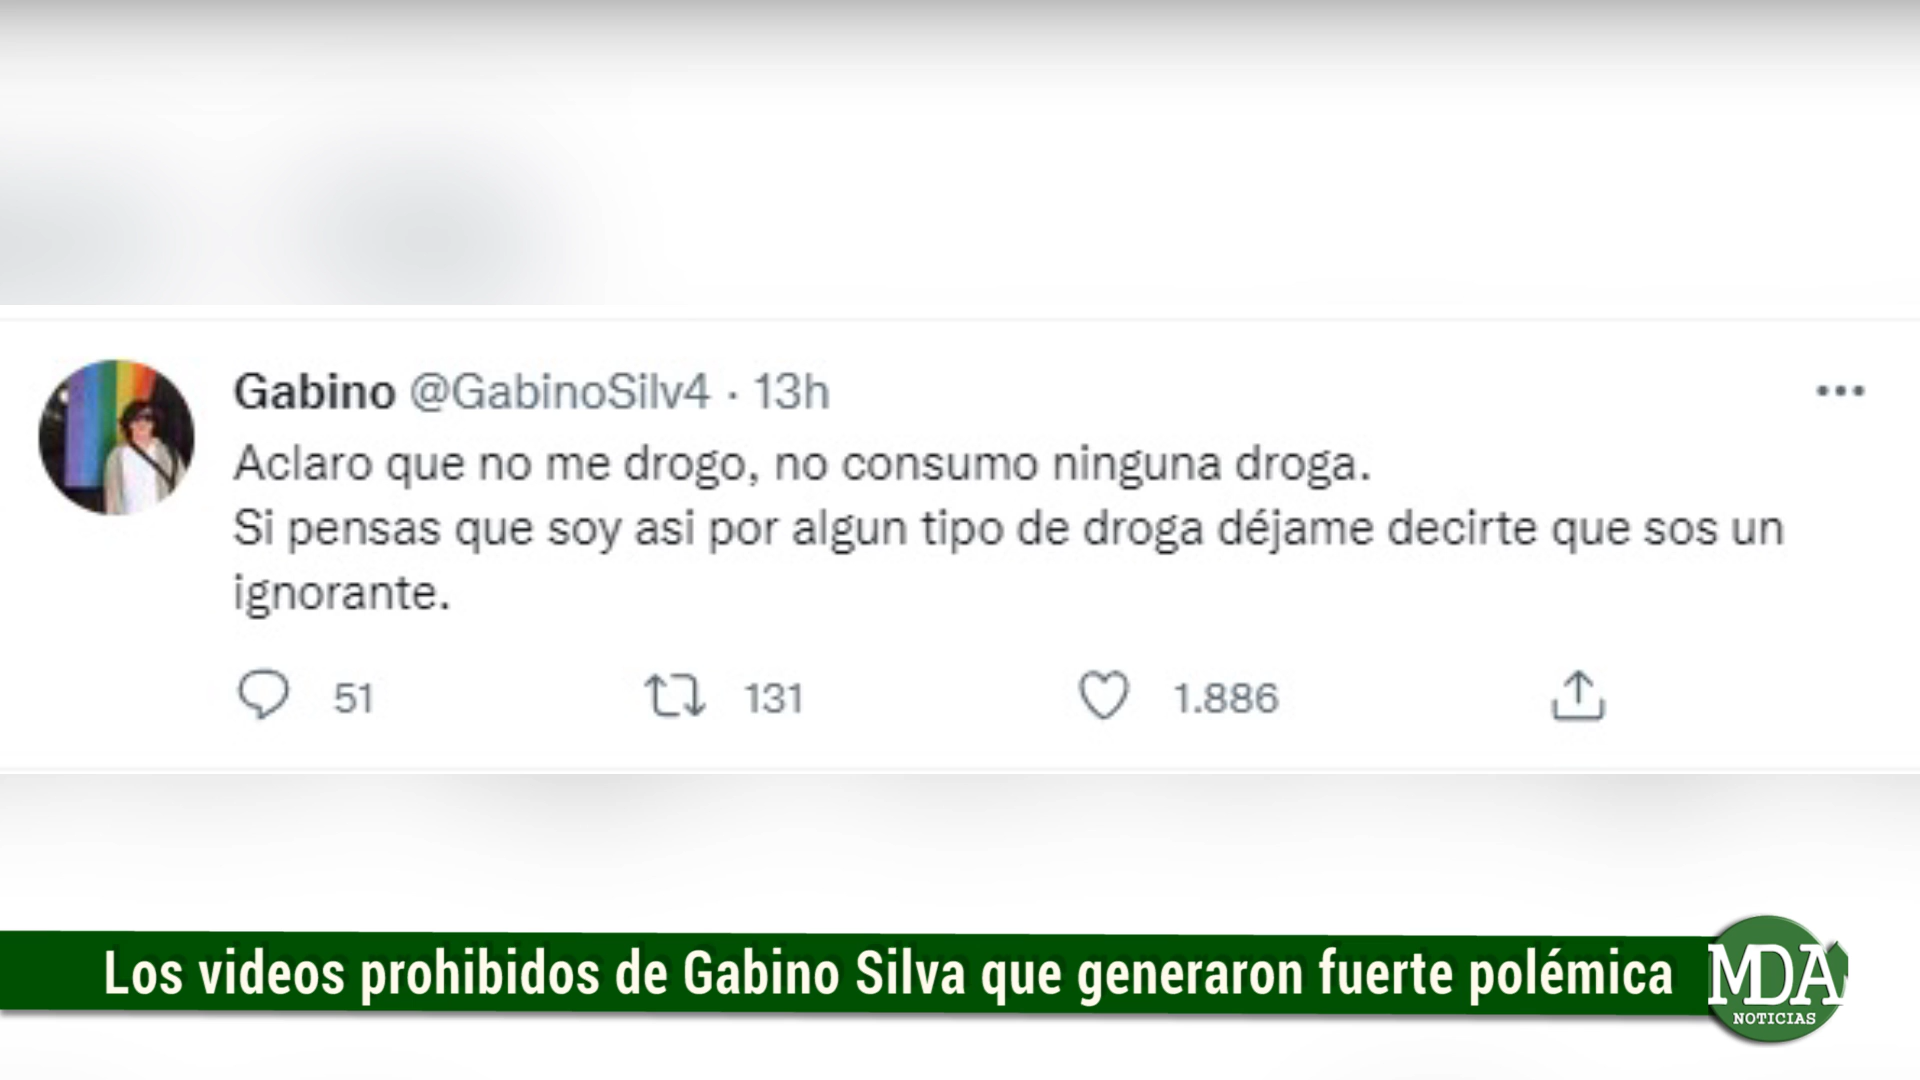 Gabino @GabinoSilv4 · 13h
Aclaro que no me drogo, no consumo ninguna droga.
Si pensas que soy asi por algun tipo de droga déjame decirte que sos un
ignorante.
51 131 1.886
Los videos prohibidos de Gabino Silva que generaron fuerte polémica
MDA
NOTICIAS